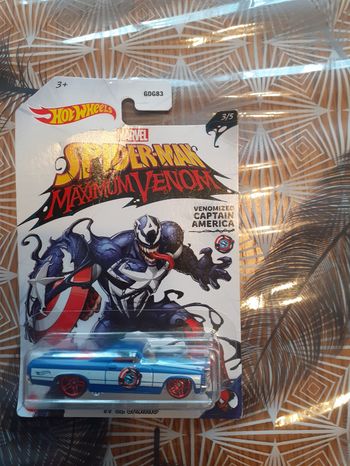 3+
GDG83
HOT WHEELS
3/5
MARVEL
SPIDER-MAN
MAXIMUM VENOM
VENOMIZED
CAPTAIN
AMERICA